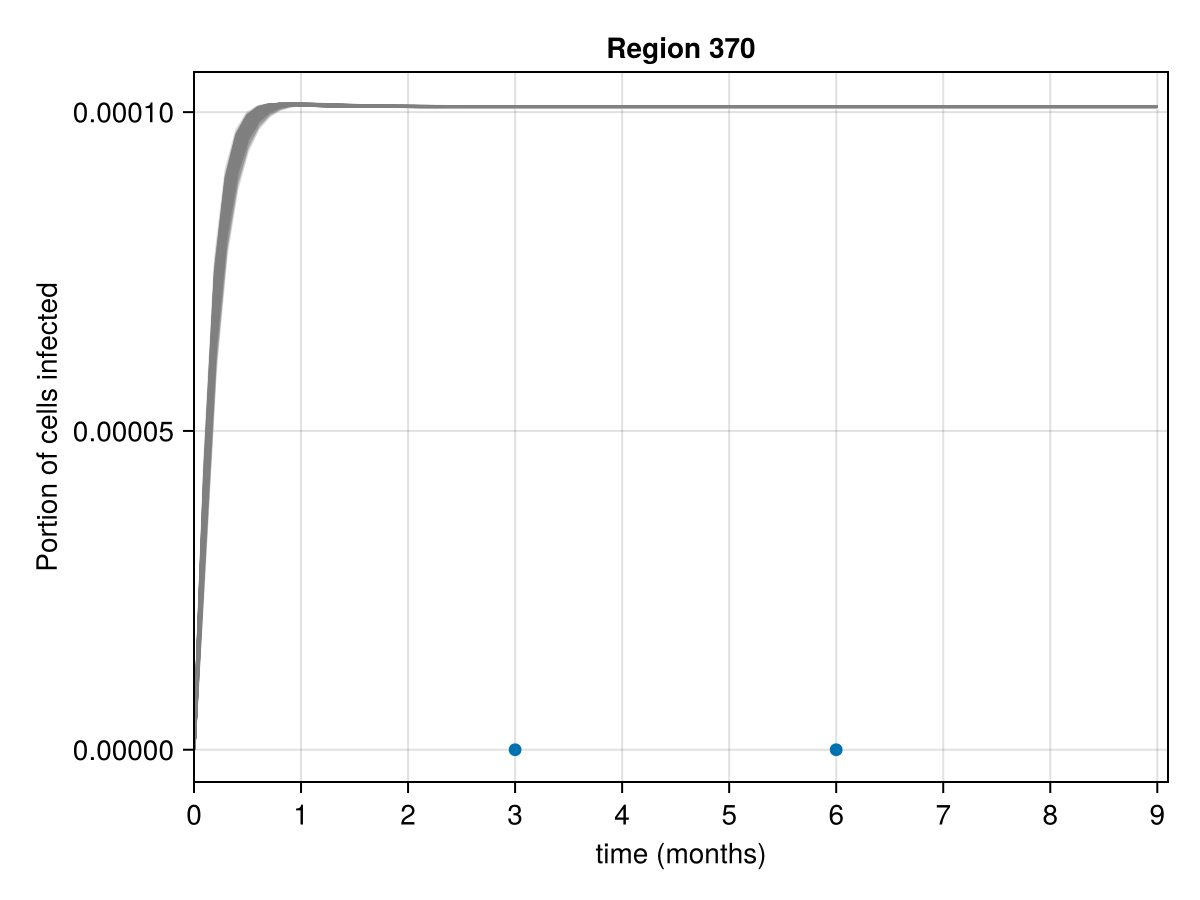 Region 370
0.00010
0.00005
0.00000
Portion of cells infected
0 1 2 3 4 5 6 7 8 9
time (months)